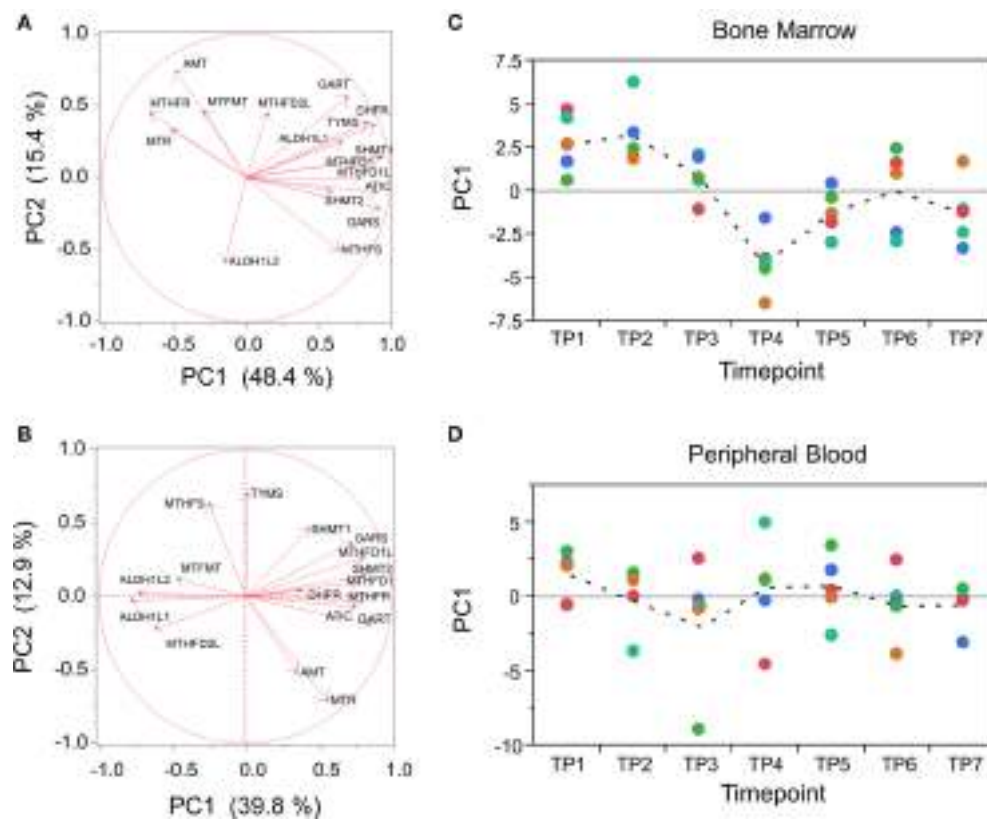 A
1.0
0.5
0.0
-0.5
-1.0
PC2 (15.4 %)
AMT
MTHFR
MTFMT
MTHFD2L
MTR
GART
DHFR
TYMS
ALDH1L1
SHMT1
MTHFD1
MTHFD1L
ATIC
SHMT2
GARS
MTHFS
ALDH1L2
-1.0 -0.5 0.0 0.5 1.0
PC1 (48.4 %)
C
Bone Marrow
7.5
5
2.5
0
-2.5
-5
-7.5
PC1
TP1 TP2 TP3 TP4 TP5 TP6 TP7
Timepoint
B
1.0
0.5
0.0
-0.5
-1.0
PC2 (12.9 %)
TYMS
MTHFS
SHMT1
GARS
MTHFD1L
SHMT2
MTHFD1
MTFMT
ALDH1L2
DHFR
MTHFR
ATIC
GART
ALDH1L1
MTHFD2L
AMT
MTR
-1.0 -0.5 0.0 0.5 1.0
PC1 (39.8 %)
D
Peripheral Blood
5
0
-5
-10
PC1
TP1 TP2 TP3 TP4 TP5 TP6 TP7
Timepoint